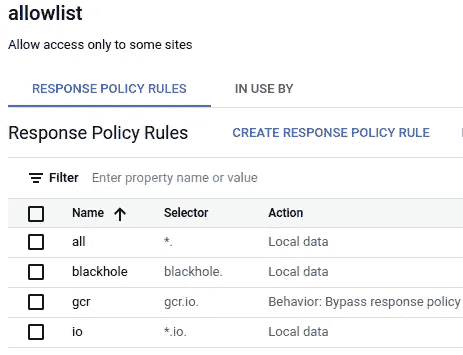 allowlist
Allow access only to some sites
RESPONSE POLICY RULES IN USE BY
Response Policy Rules CREATE RESPONSE POLICY RULE
Filter Enter property name or value
Name Selector Action
all *. Local data
blackhole blackhole. Local data
gcr gcr.io. Behavior: Bypass response policy
io *.io. Local data